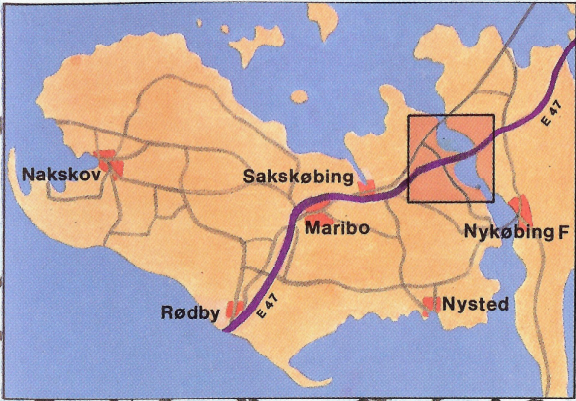 E 47
Nakskov
Sakskøbing
Maribo
Nykøbing F
Rødby
E 47
Nysted